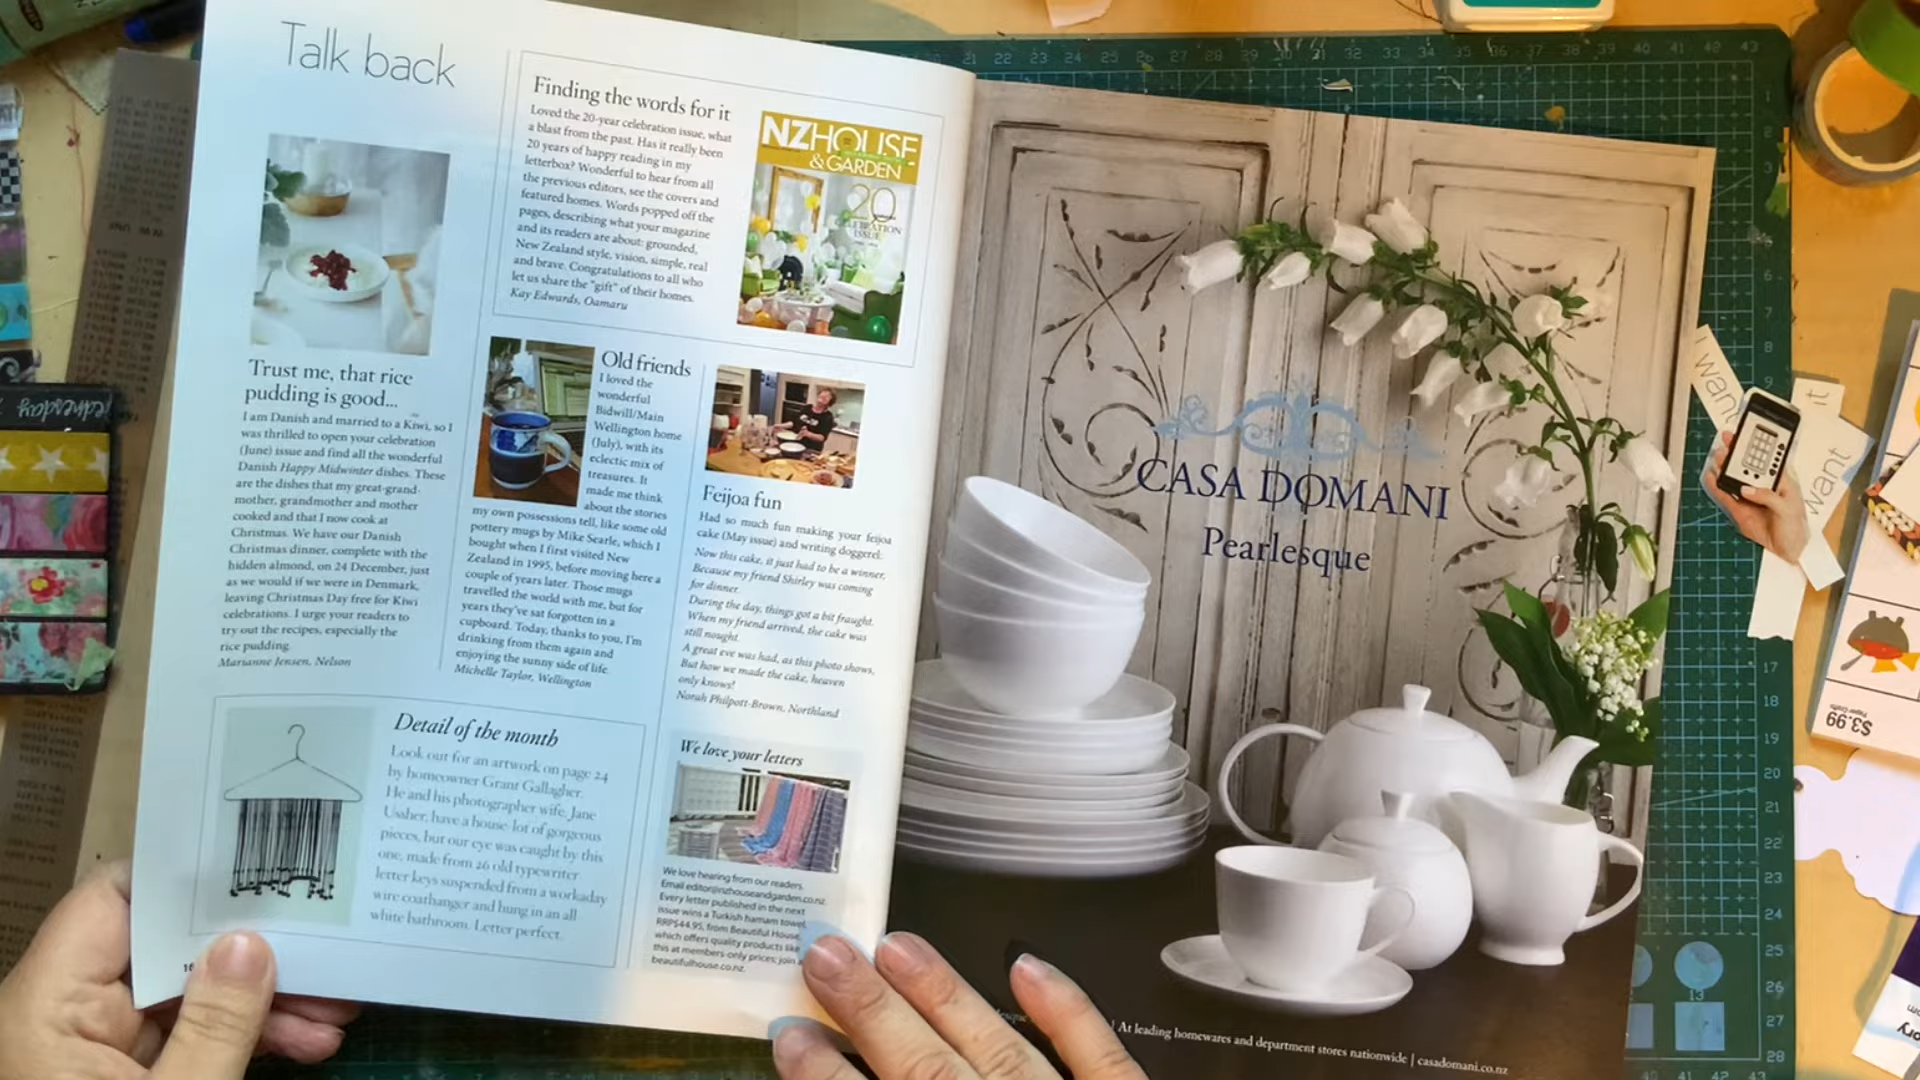 Talk back
Trust me, that rice
pudding is good...
I am Danish and married to a Kiwi, so I
was thrilled to open your celebration
(June) issue and find all the wonderful
Danish Happy Midwinter dishes. These
are the dishes that my great-grand-
mother, grandmother and mother
cooked and that I now cook at
Christmas. We have our Danish
Christmas dinner, complete with the
hidden almond, on 24 December, just
as we would if we were in Denmark,
leaving Christmas Day free for Kiwi
celebrations. I urge your readers to
try out the recipes, especially the
rice pudding.
Marianne Jensen, Nelson
Finding the words for it
Loved the 20-year celebration issue, what
a blast from the past. Has it really been
20 years of happy reading in my
letterbox? Wonderful to hear from all
the previous editors, see the covers and
featured homes. Words popped off the
pages, describing what your magazine
and its readers are about: grounded,
New Zealand style, vision, simple, real
and brave. Congratulations to all who
let us share the "gift" of their homes.
Kay Edwards, Oamaru
NZHOUSE
& GARDEN
20
CELEBRATION
ISSUE
Old friends
I loved the
wonderful
Bidwill/Main
Wellington home
(July), with its
eclectic mix of
treasures. It
made me think
about the stories
my own possessions tell, like some old
pottery mugs by Mike Searle, which I
bought when I first visited New
Zealand in 1995, before moving here a
couple of years later. Those mugs
travelled the world with me, but for
years they've sat forgotten in a
cupboard. Today, thanks to you, I'm
drinking from them again and
enjoying the sunny side of life.
Michelle Taylor, Wellington
Feijoa fun
Had so much fun making your feijoa
cake (May issue) and writing doggerel:
Now this cake, it just had to be a winner,
Because my friend Shirley was coming
for dinner.
During the day, things got a bit fraught.
When my friend arrived, the cake was
still nought.
A great eve was had, as this photo shows,
But how we made the cake, heaven
only knows!
Norah Philpott-Brown, Northland
Detail of the month
Look out for an artwork on page 24
by homeowner Grant Gallagher.
He and his photographer wife, Jane
Ussher, have a house-lot of gorgeous
pieces, but our eye was caught by this
one, made from 26 old typewriter
letter keys suspended from a workaday
wire coathanger and hung in an all
white bathroom. Letter perfect.
We love your letters
We love hearing from our readers.
Email editor@nzhouseandgarden.co.nz.
Every letter published in the next
issue wins a Turkish hamam towel,
RRP$44.95, from Beautiful House,
which offers quality products like
this at members-only prices; join
beautifulhouse.co.nz.
CASA DOMANI
Pearlesque
| At leading homewares and department stores nationwide | casadomani.co.nz
I want
it
want
$3.99
Paper Crafts
Wednesday